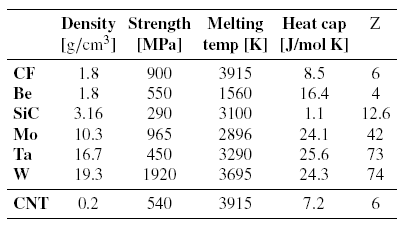 Density Strength Melting Heat cap Z
[g/cm³] [MPa] temp [K] [J/mol K]
CF 1.8 900 3915 8.5 6
Be 1.8 550 1560 16.4 4
SiC 3.16 290 3100 1.1 12.6
Mo 10.3 965 2896 24.1 42
Ta 16.7 450 3290 25.6 73
W 19.3 1920 3695 24.3 74
CNT 0.2 540 3915 7.2 6